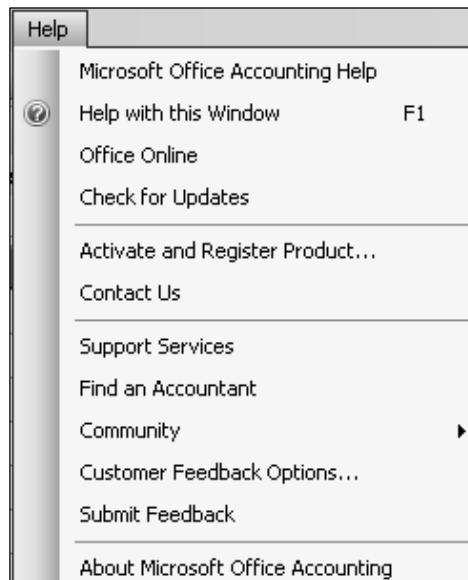 Help
Microsoft Office Accounting Help
Help with this Window F1
Office Online
Check for Updates
Activate and Register Product...
Contact Us
Support Services
Find an Accountant
Community
Customer Feedback Options...
Submit Feedback
About Microsoft Office Accounting